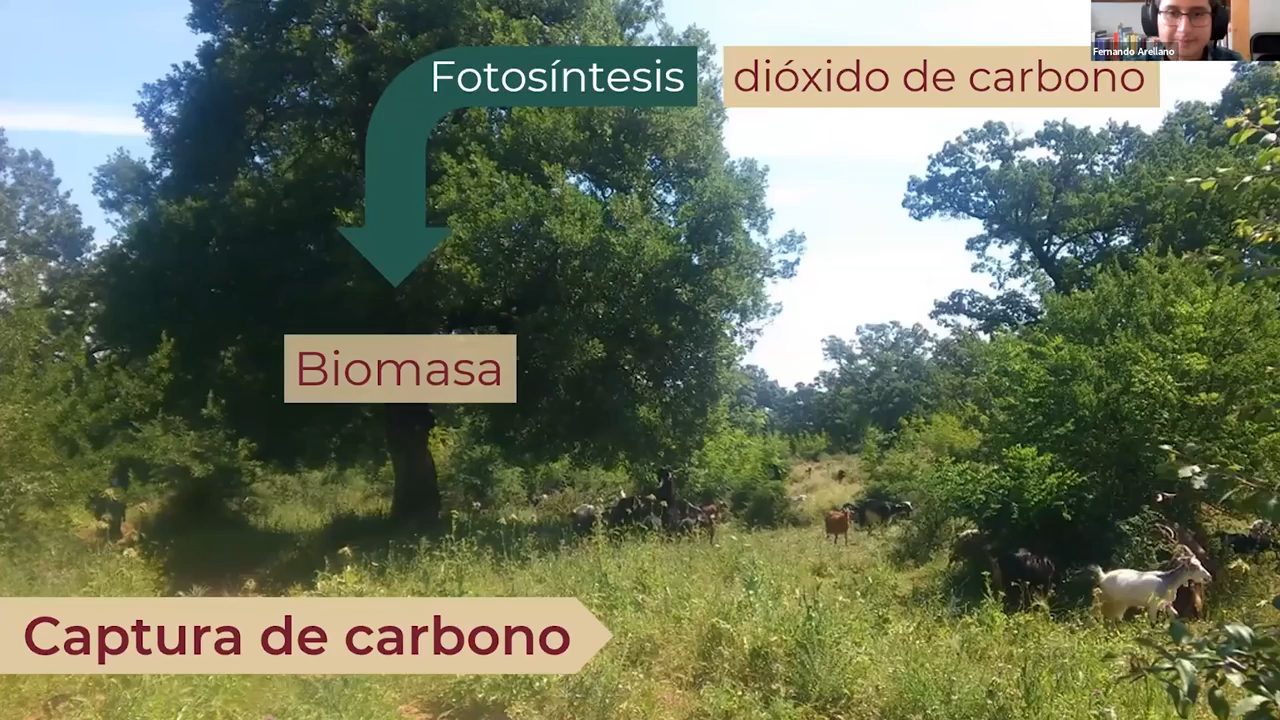 Fotosíntesis dióxido de carbono
Fernando Arellano
Biomasa
Captura de carbono